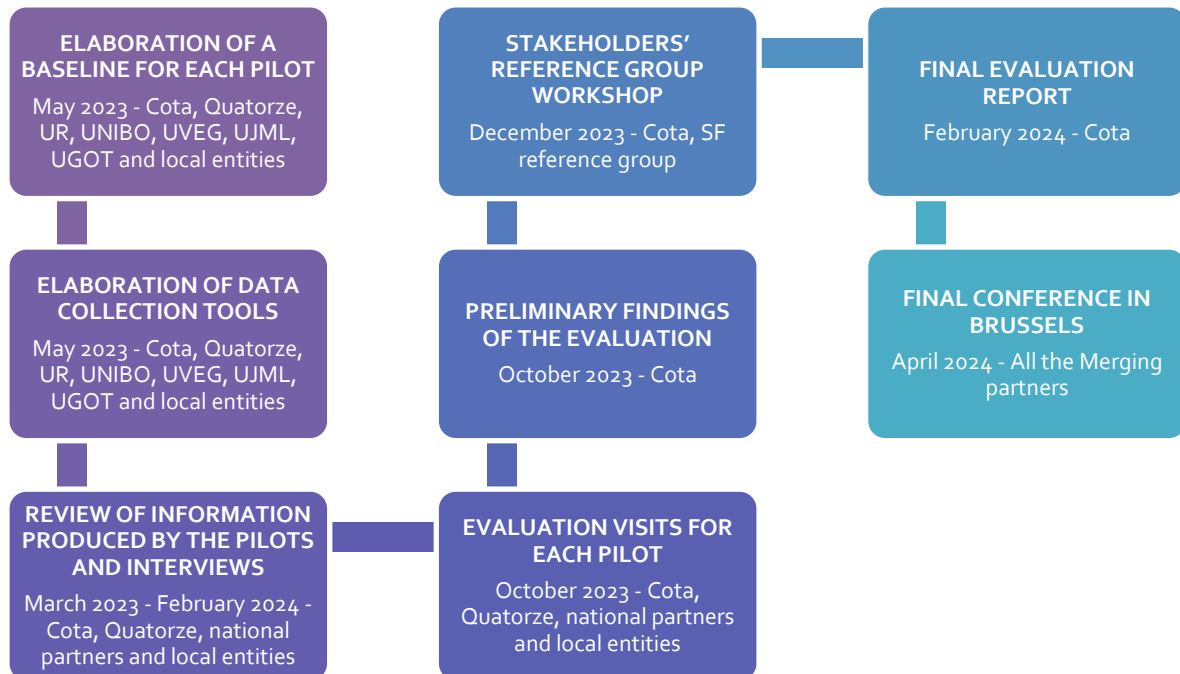 ELABORATION OF A
BASELINE FOR EACH PILOT
May 2023 - Cota, Quatorze,
UR, UNIBO, UVEG, UJML,
UGOT and local entities
ELABORATION OF DATA
COLLECTION TOOLS
May 2023 - Cota, Quatorze,
UR, UNIBO, UVEG, UJML,
UGOT and local entities
REVIEW OF INFORMATION
PRODUCED BY THE PILOTS
AND INTERVIEWS
March 2023 - February 2024 -
Cota, Quatorze, national
partners and local entities
EVALUATION VISITS FOR
EACH PILOT
October 2023 - Cota,
Quatorze, national partners
and local entities
PRELIMINARY FINDINGS
OF THE EVALUATION
October 2023 - Cota
STAKEHOLDERS’
REFERENCE GROUP
WORKSHOP
December 2023 - Cota, SF
reference group
FINAL EVALUATION
REPORT
February 2024 - Cota
FINAL CONFERENCE IN
BRUSSELS
April 2024 - All the Merging
partners